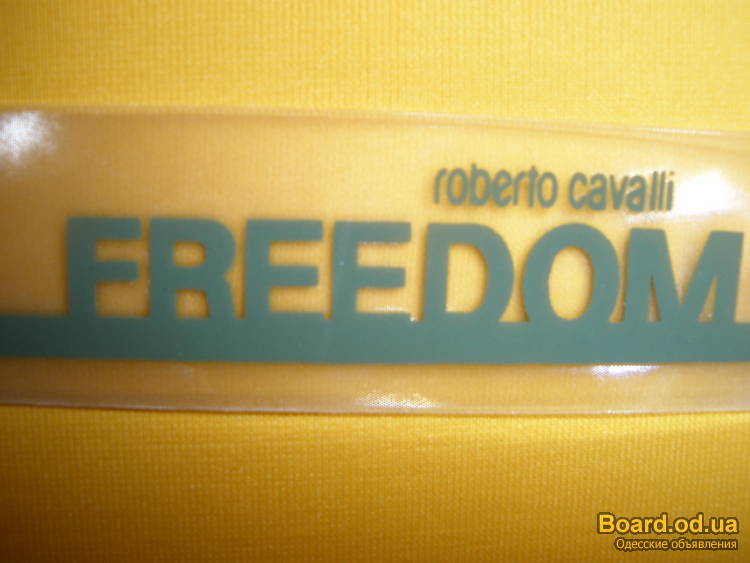 roberto cavalli
FREEDOM
Board.od.ua
Одесские объявления